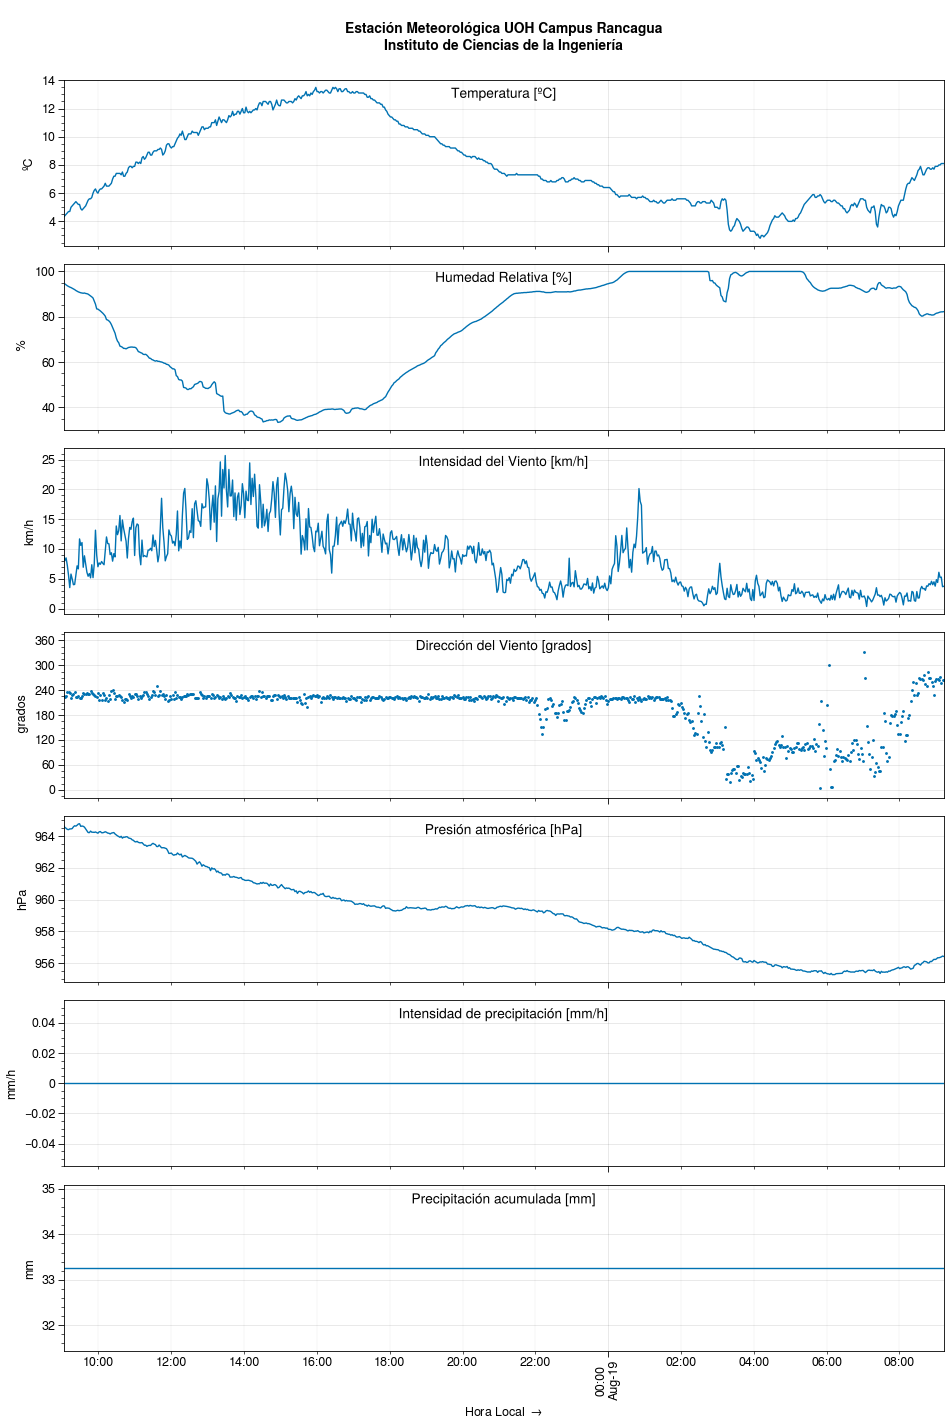 Estación Meteorológica UOH Campus Rancagua
Instituto de Ciencias de la Ingeniería
Temperatura [ºC]
ºC
14
12
10
8
6
4
Humedad Relativa [%]
%
100
80
60
40
Intensidad del Viento [km/h]
km/h
25
20
15
10
5
0
Dirección del Viento [grados]
grados
360
300
240
180
120
60
0
Presión atmosférica [hPa]
hPa
964
962
960
958
956
Intensidad de precipitación [mm/h]
mm/h
0.04
0.02
0
−0.02
−0.04
Precipitación acumulada [mm]
mm
35
34
33
32
10:00 12:00 14:00 16:00 18:00 20:00 22:00 00:00 02:00 04:00 06:00 08:00
Aug-19
Hora Local →